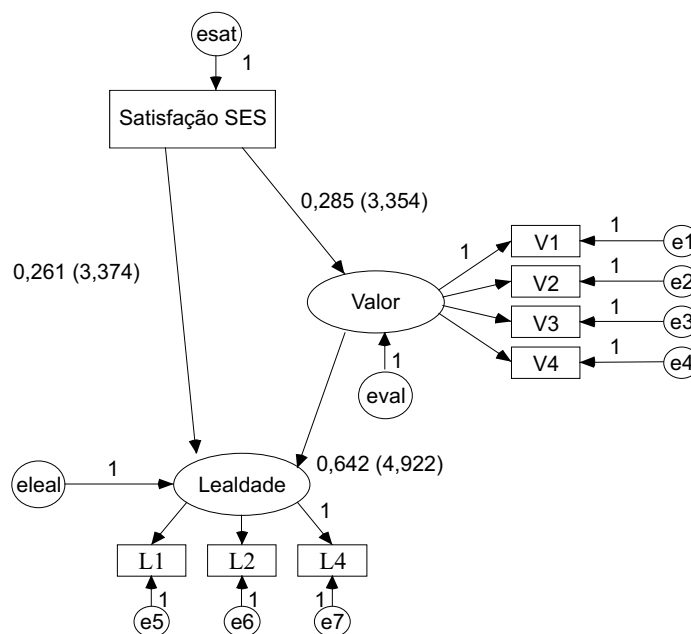 esat
1
Satisfação SES
0,285 (3,354)
0,261 (3,374)
1
V1
1
e1
V2
1
e2
Valor
V3
1
e3
V4
1
e4
1
eval
0,642 (4,922)
eleal
1
Lealdade
1
L1
L2
L4
1
1
1
e5
e6
e7